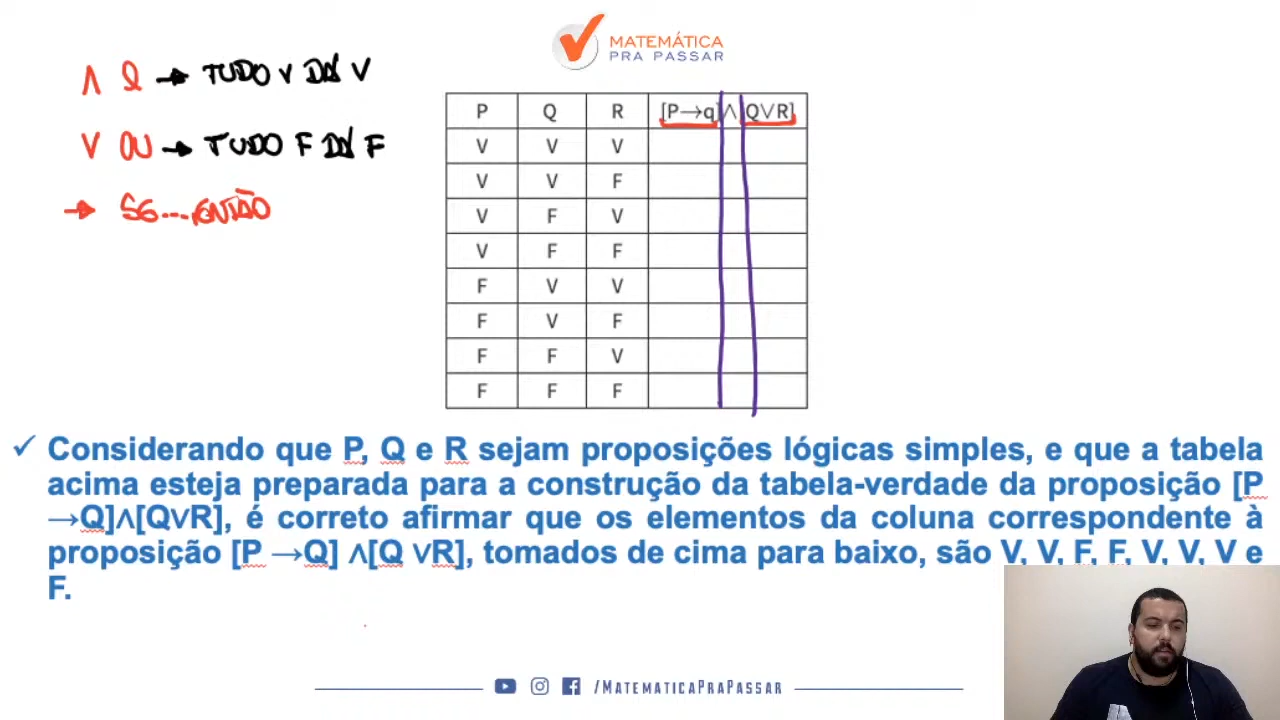 MATEMÁTICA
PRA PASSAR
∧ e → TUDO V DÁ V
∨ OU → TUDO F DÁ F
→ SE...ENTÃO
P Q R [P→q]∧[Q∨R]
V V V
V V F
V F V
V F F
F V V
F V F
F F V
F F F
✓ Considerando que P, Q e R sejam proposições lógicas simples, e que a tabela
acima esteja preparada para a construção da tabela-verdade da proposição [P
→Q]∧[Q∨R], é correto afirmar que os elementos da coluna correspondente à
proposição [P →Q] ∧[Q ∨R], tomados de cima para baixo, são V, V, F, F, V, V, V e
F.
/MATEMATICAPRAPASSAR